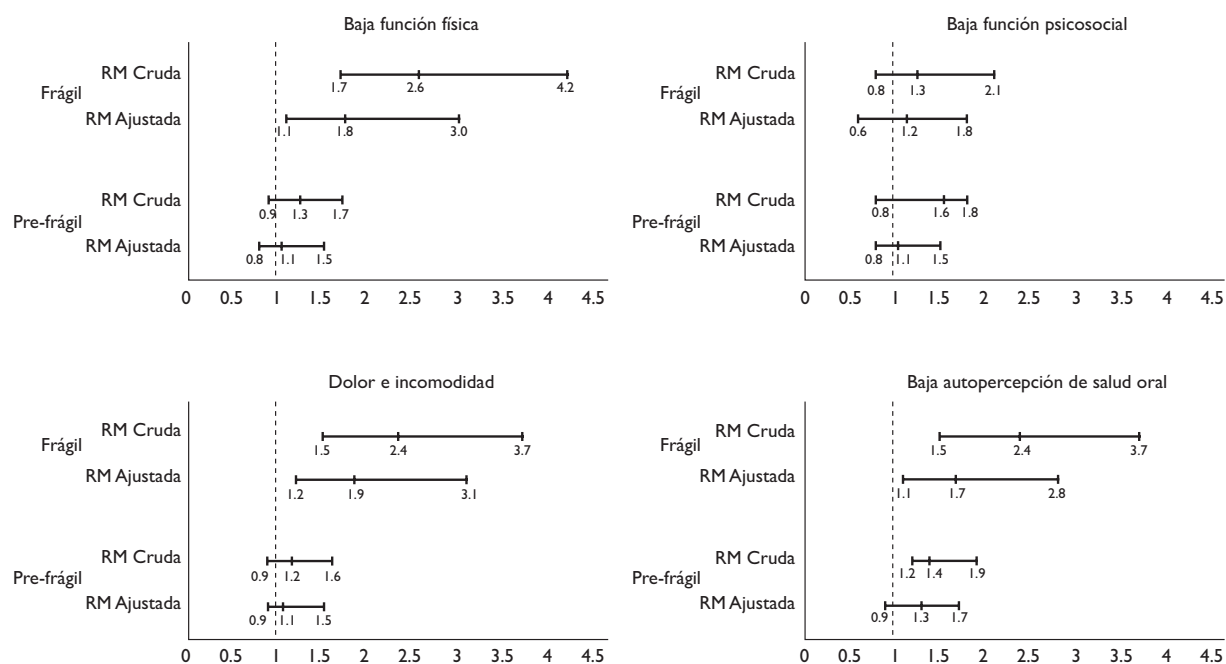 Baja función física
RM Cruda
1.7 2.6 4.2
Frágil
RM Ajustada
1.1 1.8 3.0
RM Cruda
0.9 1.3 1.7
Pre-frágil
RM Ajustada
0.8 1.1 1.5
0 0.5 1 1.5 2 2.5 3 3.5 4 4.5
Baja función psicosocial
RM Cruda
0.8 1.3 2.1
Frágil
RM Ajustada
0.6 1.2 1.8
RM Cruda
0.8 1.6 1.8
Pre-frágil
RM Ajustada
0.8 1.1 1.5
0 0.5 1 1.5 2 2.5 3 3.5 4 4.5
Dolor e incomodidad
RM Cruda
Frágil
1.5 2.4 3.7
RM Ajustada
1.2 1.9 3.1
RM Cruda
0.9 1.2 1.6
Pre-frágil
RM Ajustada
0.9 1.1 1.5
0 0.5 1 1.5 2 2.5 3 3.5 4 4.5
Baja autopercepción de salud oral
RM Cruda
Frágil
1.5 2.4 3.7
RM Ajustada
1.1 1.7 2.8
RM Cruda
1.2 1.4 1.9
Pre-frágil
RM Ajustada
0.9 1.3 1.7
0 0.5 1 1.5 2 2.5 3 3.5 4 4.5